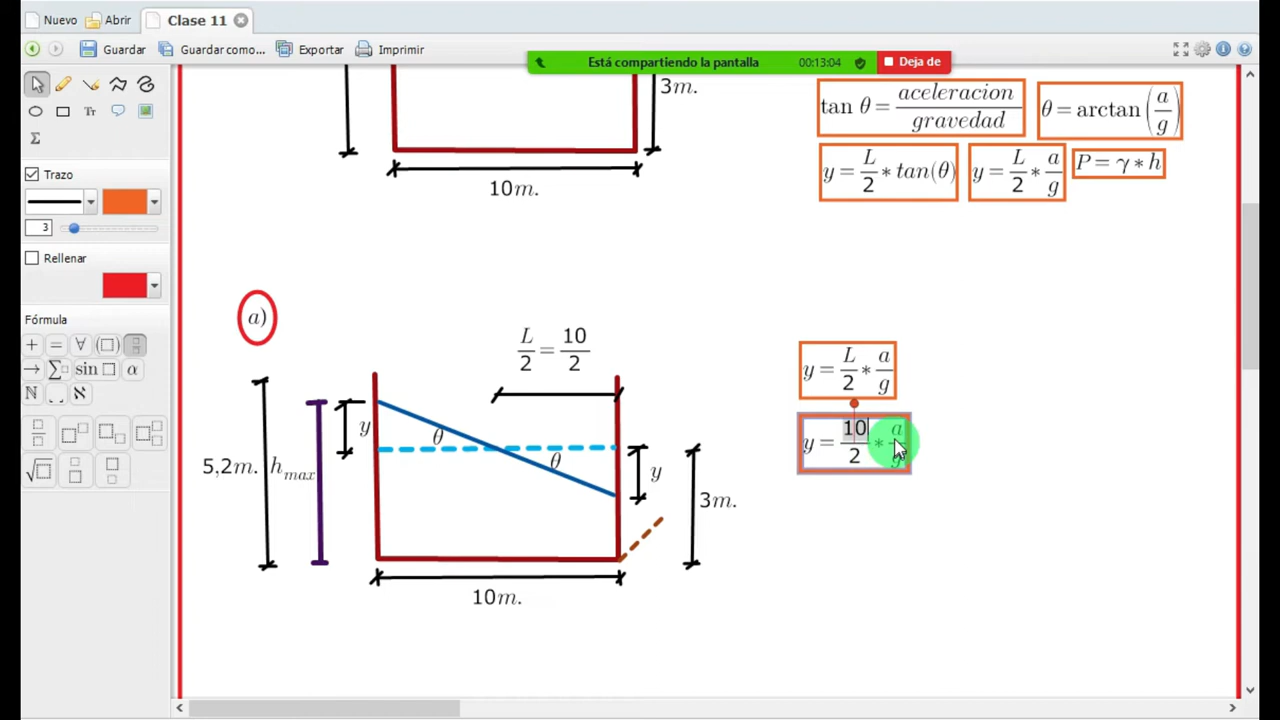 Nuevo Abrir Clase 11
Guardar Guardar como... Exportar Imprimir
Está compartiendo la pantalla 00:13:04 Deja de
Tr
Σ
Trazo
3
Rellenar
Fórmula
+ = ∀ (□)
→ Σ□ sin □ α
ℕ ⏟ ℵ
3m.
10m.
tan θ = aceleracion / gravedad
θ = arctan (a/g)
y = L/2 * tan(θ)
y = L/2 * a/g
P = γ * h
a)
L/2 = 10/2
y
θ
θ
5,2m.
h_max
y
3m.
10m.
y = L/2 * a/g
y = 10/2 * a/g